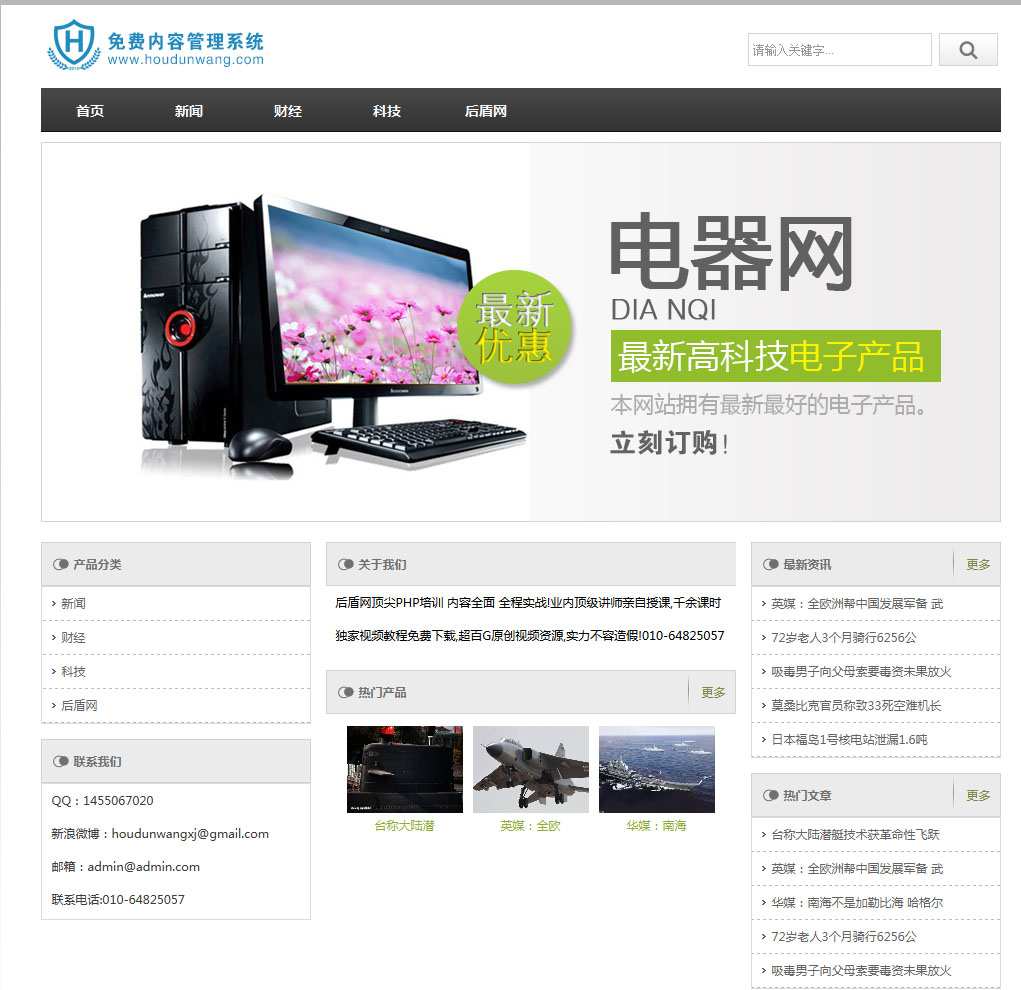 免费内容管理系统
www.houdunwang.com
请输入关键字...
首页 新闻 财经 科技 后盾网
最新
优惠
电器网
DIA NQI
最新高科技电子产品
本网站拥有最新最好的电子产品。
立刻订购！
产品分类
新闻
财经
科技
后盾网
联系我们
QQ：1455067020
新浪微博：houdunwangxj@gmail.com
邮箱：admin@admin.com
联系电话:010-64825057
关于我们
后盾网顶尖PHP培训 内容全面 全程实战!业内顶级讲师亲自授课,千余课时
独家视频教程免费下载,超百G原创视频资源,实力不容造假!010-64825057
热门产品 更多
台称大陆潜 英媒：全欧 华媒：南海
最新资讯 更多
英媒：全欧洲帮中国发展军备 武
72岁老人3个月骑行6256公
吸毒男子向父母索要毒资未果放火
莫桑比克官员称致33死空难机长
日本福岛1号核电站泄漏1.6吨
热门文章 更多
台称大陆潜艇技术获革命性飞跃
英媒：全欧洲帮中国发展军备 武
华媒：南海不是加勒比海 哈格尔
72岁老人3个月骑行6256公
吸毒男子向父母索要毒资未果放火